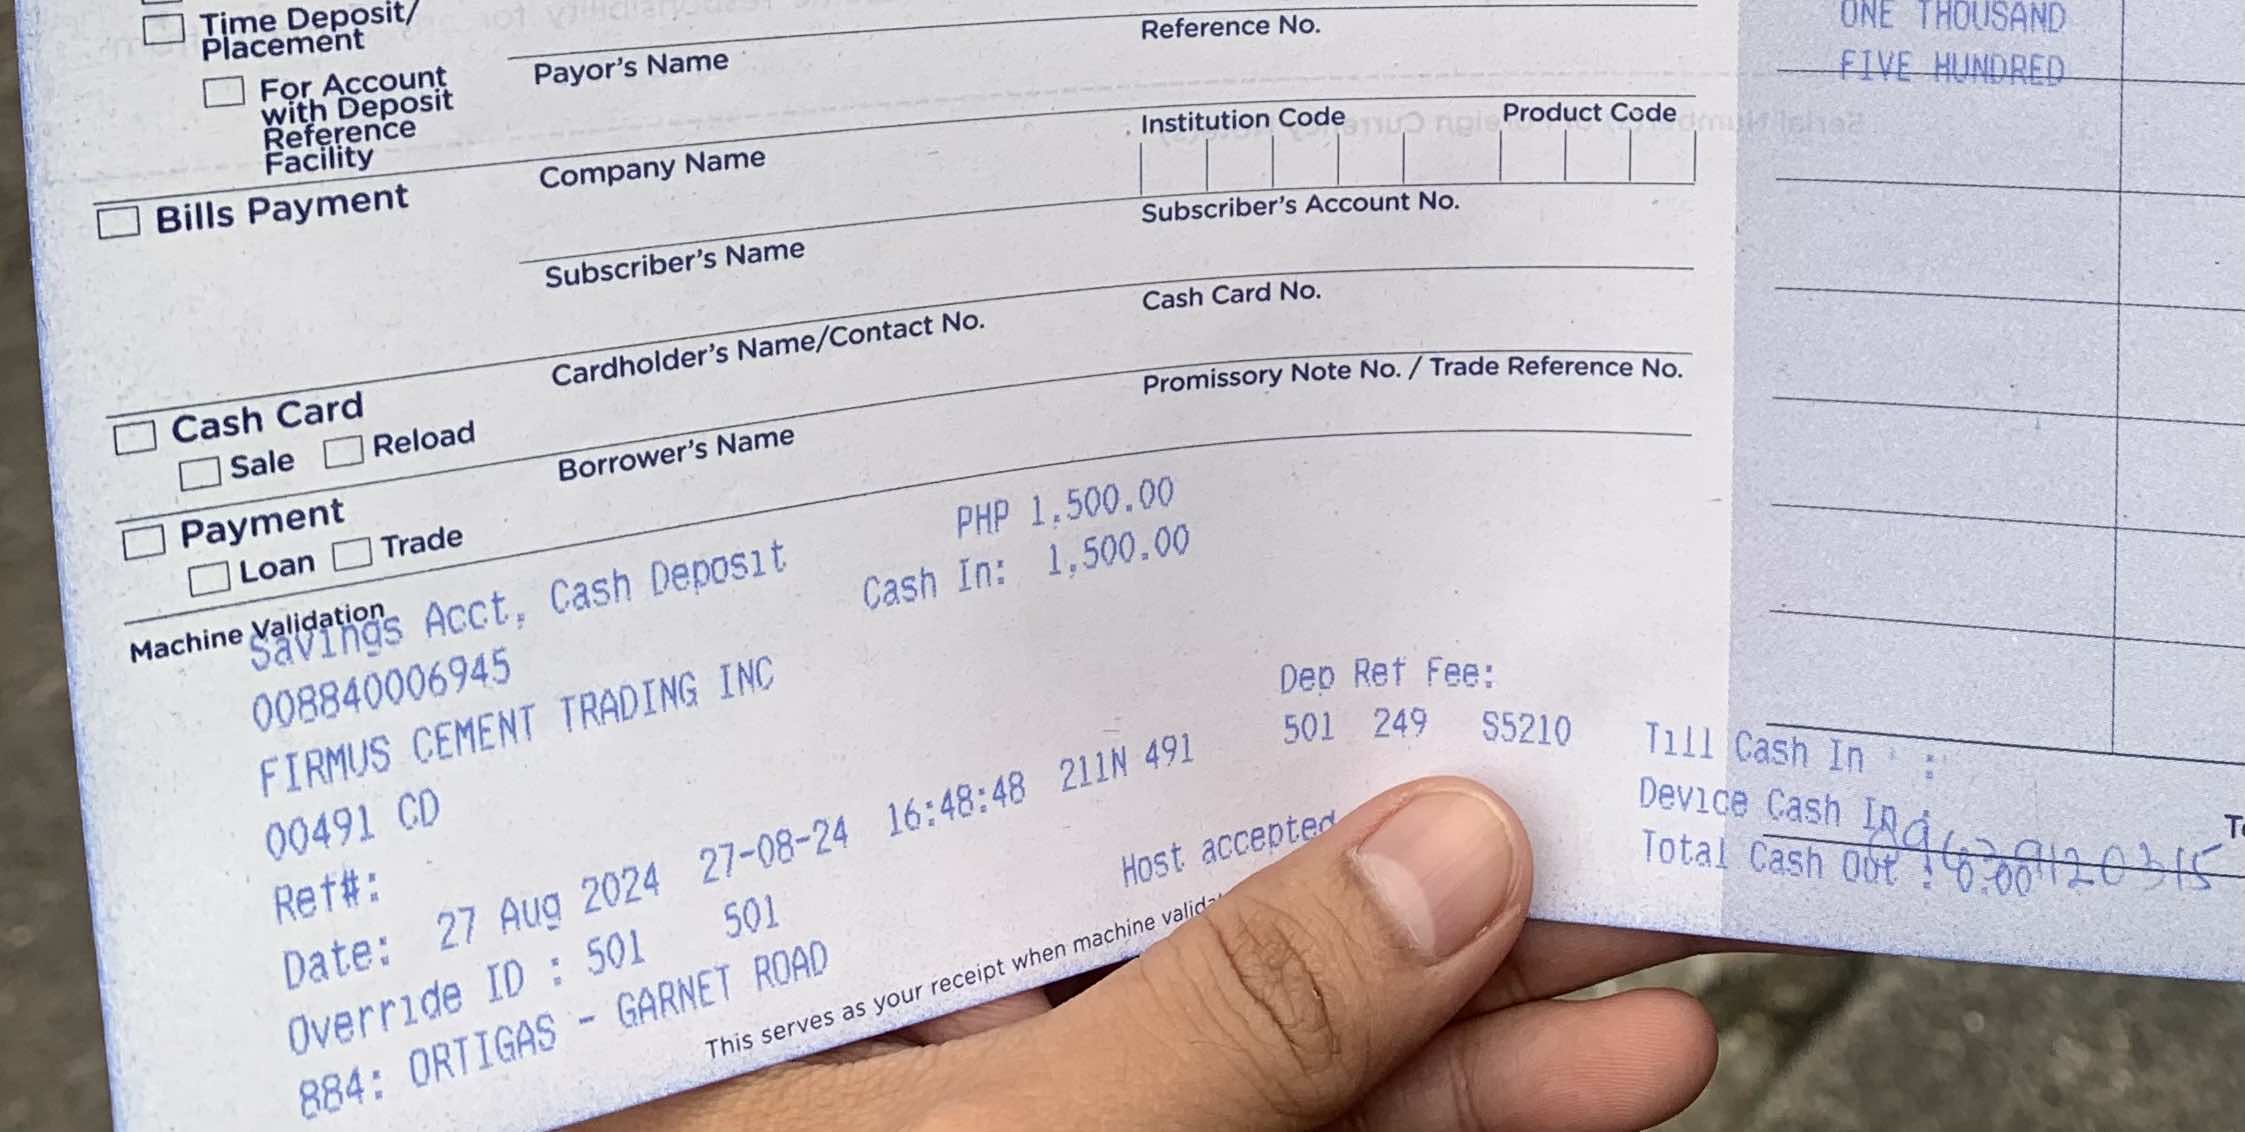 Time Deposit/
Placement
For Account
with Deposit
Reference
Facility
Payor's Name
Reference No.
ONE THOUSAND
FIVE HUNDRED
Bills Payment
Company Name
Institution Code
Product Code
Subscriber's Name
Subscriber's Account No.
Cash Card
Sale
Reload
Cardholder's Name/Contact No.
Cash Card No.
Payment
Loan
Trade
Borrower's Name
Promissory Note No. / Trade Reference No.
Machine Validation
Savings Acct, Cash Deposit PHP 1,500.00
008840006945 Cash In: 1,500.00
FIRMUS CEMENT TRADING INC
00491 CD Dep Ref Fee:
Ref#:
Date: 27 Aug 2024 27-08-24 16:48:48 211N 491 501 249 S5210
Override ID : 501 501 Host accepted
884: ORTIGAS - GARNET ROAD
Till Cash In :
Device Cash In
Total Cash Out : 0.00
This serves as your receipt when machine